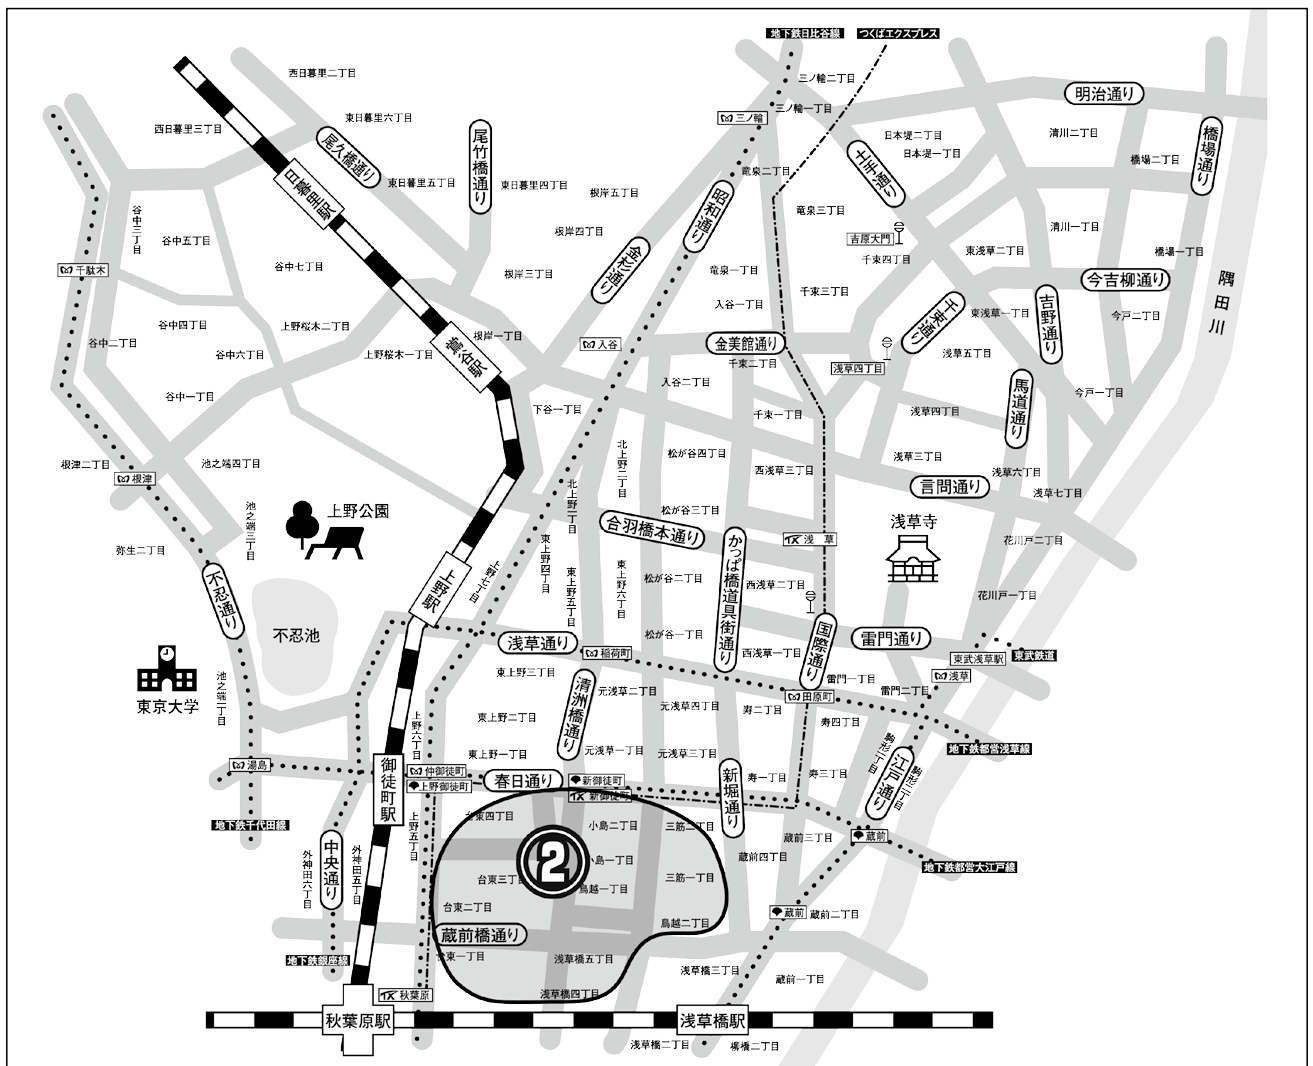 地下鉄日比谷線
つくばエクスプレス
西日暮里二丁目
三ノ輪二丁目
明治通り
東日暮里六丁目
三ノ輪
三ノ輪一丁目
西日暮里三丁目
尾久橋通り
尾竹橋通り
日本堤二丁目
清川二丁目
橋場通り
日本堤一丁目
橋場二丁目
竜泉二丁目
土手通り
日暮里駅
東日暮里五丁目
東日暮里四丁目
根岸五丁目
昭和通り
竜泉三丁目
谷中三丁目
谷中五丁目
根岸四丁目
吉原大門
清川一丁目
東浅草二丁目
橋場一丁目
千駄木
谷中七丁目
根岸三丁目
金杉通り
竜泉一丁目
千束四丁目
今吉柳通り
隅田川
入谷一丁目
千束三丁目
千束通り
東浅草一丁目
吉野通り
今戸二丁目
谷中四丁目
上野桜木二丁目
根岸一丁目
谷中二丁目
谷中六丁目
上野桜木一丁目
鶯谷駅
入谷
金美館通り
千束二丁目
浅草四丁目
浅草五丁目
入谷二丁目
馬道通り
今戸一丁目
谷中一丁目
下谷一丁目
千束一丁目
浅草四丁目
根津二丁目
池之端四丁目
北上野二丁目
松が谷四丁目
西浅草三丁目
浅草三丁目
浅草六丁目
根津
言問通り
浅草七丁目
北上野一丁目
上野公園
池之端三丁目
松が谷三丁目
合羽橋本通り
浅草寺
弥生二丁目
東上野四丁目
かっぱ橋道具街通り
浅草
花川戸二丁目
上野七丁目
東上野五丁目
東上野六丁目
松が谷二丁目
西浅草二丁目
不忍通り
上野駅
花川戸一丁目
不忍池
浅草通り
松が谷一丁目
国際通り
雷門通り
稲荷町
西浅草一丁目
東武浅草駅
東武鉄道
東京大学
池之端二丁目
東上野三丁目
清洲橋通り
元浅草二丁目
雷門一丁目
浅草
田原町
雷門二丁目
元浅草四丁目
寿二丁目
寿四丁目
上野六丁目
東上野二丁目
駒形一丁目
地下鉄都営浅草線
東上野一丁目
元浅草一丁目
元浅草三丁目
江戸通り
駒形二丁目
湯島
御徒町駅
仲御徒町
上野御徒町
春日通り
新御徒町
新御徒町
新堀通り
寿一丁目
寿三丁目
地下鉄千代田線
台東四丁目
小島二丁目
三筋二丁目
蔵前三丁目
蔵前
上野五丁目
中央通り
外神田六丁目
外神田五丁目
2
小島一丁目
蔵前四丁目
地下鉄都営大江戸線
台東三丁目
鳥越一丁目
三筋一丁目
台東二丁目
蔵前
蔵前二丁目
鳥越二丁目
蔵前橋通り
地下鉄銀座線
台東一丁目
浅草橋五丁目
浅草橋三丁目
蔵前一丁目
秋葉原
浅草橋四丁目
秋葉原駅
浅草橋駅
浅草橋二丁目
柳橋二丁目